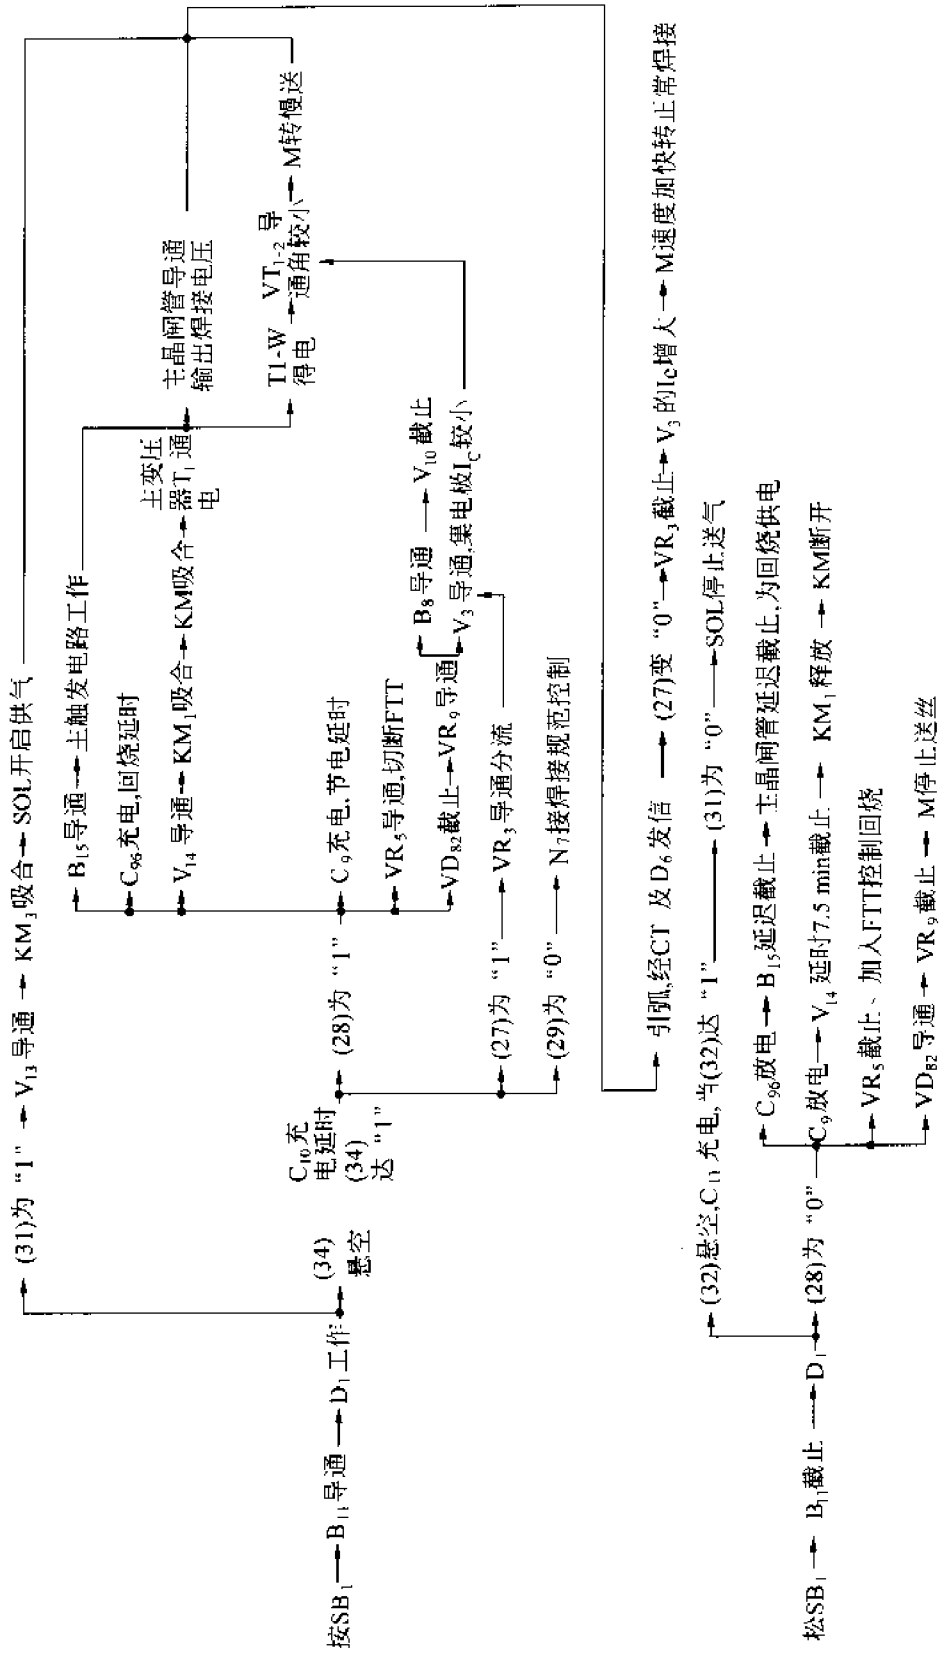 按SB₁→B₁₁导通→D₁工作
(31)为“1”→V₁₃导通→KM₃吸合→SOL开启供气
(34)
悬空
C₁₀充
电延时
(34)
达“1”
(28)为“1”
B₁₅导通→主触发电路工作
C₉₆充电,回烧延时
V₁₄导通→KM₁吸合→KM吸合→
主变压
器T₁通
电
主晶闸管导通
输出焊接电压
T1-W
得电
→VT₁₋₂导
通角较小
→M转慢送
C₉充电,节电延时
VR₅导通,切断FTT
VD₈₂截止→VR₉导通
B₈导通→V₁₀截止
V₃导通,集电极I_C较小
(27)为“1”→VR₃导通分流
(29)为“0”→N₇接焊接规范控制
引弧,经CT及D₆发信→(27)变“0”→VR₃截止→V₃的I_C增大→M速度加快转正常焊接
松SB₁→B₁₁截止→D₁
(32)悬空,C₁₁充电,当(32)达“1”→(31)为“0”→SOL停止送气
(28)为“0”
C₉₆放电→B₁₅延迟截止→主晶闸管延迟截止,为回烧供电
C₉放电→V₁₄延时7.5 min截止→KM₁释放→KM断开
VR₅截止、加入FTT控制回烧
VD₈₂导通→VR₉截止→M停止送丝